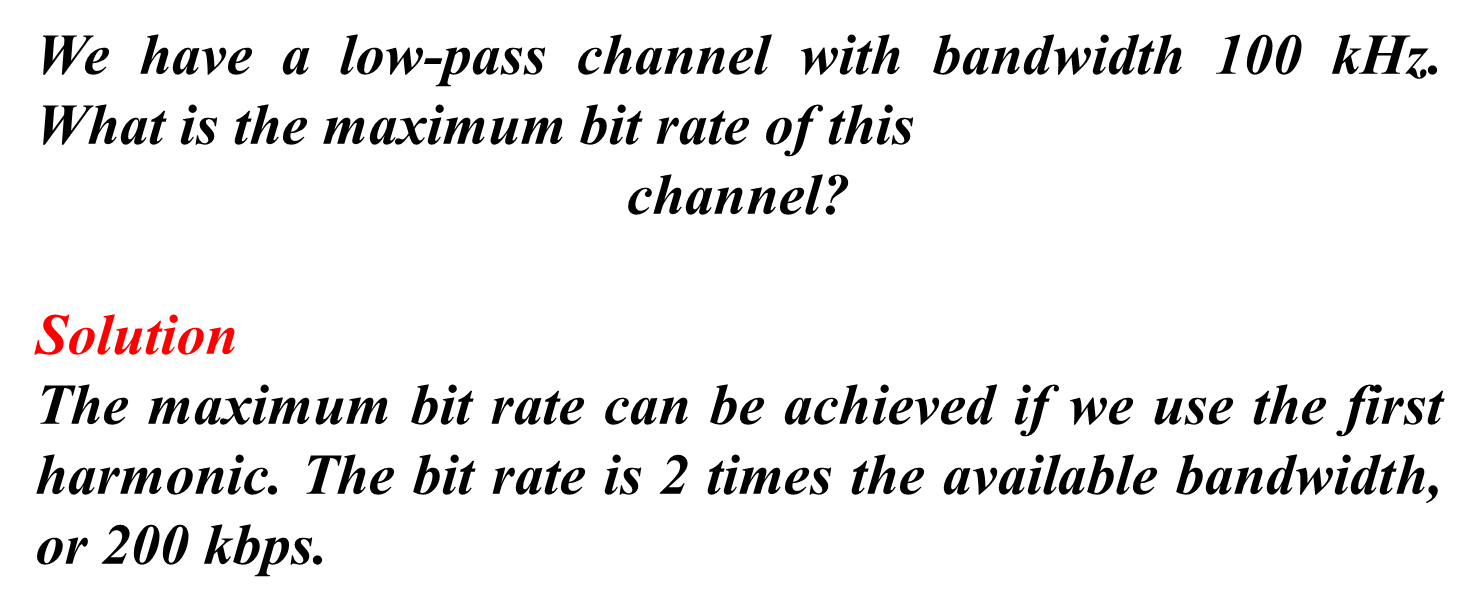 We have a low-pass channel with bandwidth 100 kHz.
What is the maximum bit rate of this
channel?
Solution
The maximum bit rate can be achieved if we use the first
harmonic. The bit rate is 2 times the available bandwidth,
or 200 kbps.